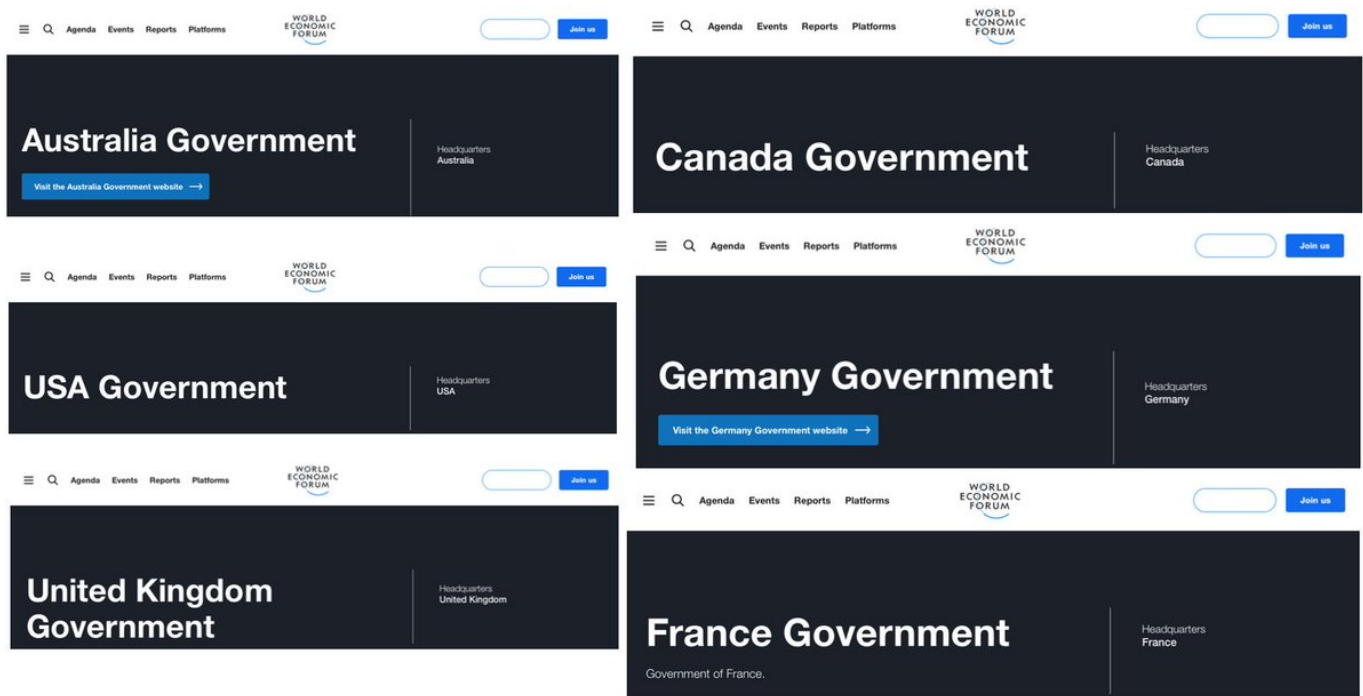 Agenda Events Reports Platforms
WORLD
ECONOMIC
FORUM
Join us
Australia Government
Headquarters
Australia
Visit the Australia Government website
Agenda Events Reports Platforms
WORLD
ECONOMIC
FORUM
Join us
Canada Government
Headquarters
Canada
Agenda Events Reports Platforms
WORLD
ECONOMIC
FORUM
Join us
USA Government
Headquarters
USA
Agenda Events Reports Platforms
WORLD
ECONOMIC
FORUM
Join us
Germany Government
Headquarters
Germany
Visit the Germany Government website
Agenda Events Reports Platforms
WORLD
ECONOMIC
FORUM
Join us
United Kingdom
Government
Headquarters
United Kingdom
Agenda Events Reports Platforms
WORLD
ECONOMIC
FORUM
Join us
France Government
Government of France.
Headquarters
France